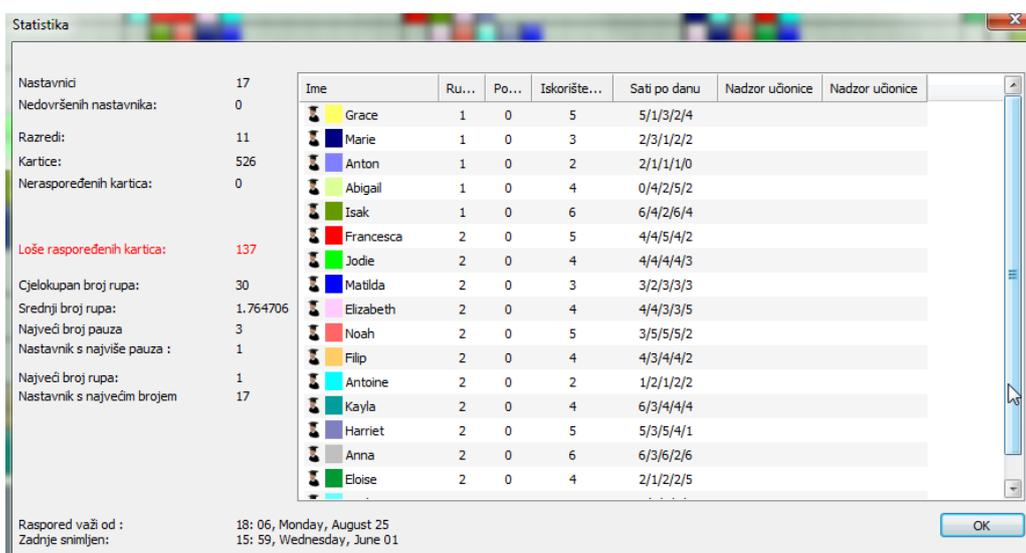 Statistika
Nastavnici 17
Nedovršenih nastavnika: 0
Razredi: 11
Kartice: 526
Neraspoređenih kartica: 0
Loše raspoređenih kartica: 137
Cjelokupan broj rupa: 30
Srednji broj rupa: 1.764706
Najveći broj pauza 3
Nastavnik s najviše pauza : 1
Najveći broj rupa: 1
Nastavnik s najvećim brojem 17
Ime Ru... Po... Iskorište... Sati po danu Nadzor učionice Nadzor učionice
Grace 1 0 5 5/1/3/2/4
Marie 1 0 3 2/3/1/2/2
Anton 1 0 2 2/1/1/1/0
Abigail 1 0 4 0/4/2/5/2
Isak 1 0 6 6/4/2/6/4
Francesca 2 0 5 4/4/5/4/2
Jodie 2 0 4 4/4/4/4/3
Matilda 2 0 3 3/2/3/3/3
Elizabeth 2 0 4 4/4/3/3/5
Noah 2 0 5 3/5/5/5/2
Filip 2 0 4 4/3/4/4/2
Antoine 2 0 2 1/2/1/2/2
Kayla 2 0 4 6/3/4/4/4
Harriet 2 0 5 5/3/5/4/1
Anna 2 0 6 6/3/6/2/6
Eloise 2 0 4 2/1/2/2/5
Raspored važi od : 18: 06, Monday, August 25
Zadnje snimljen: 15: 59, Wednesday, June 01
OK